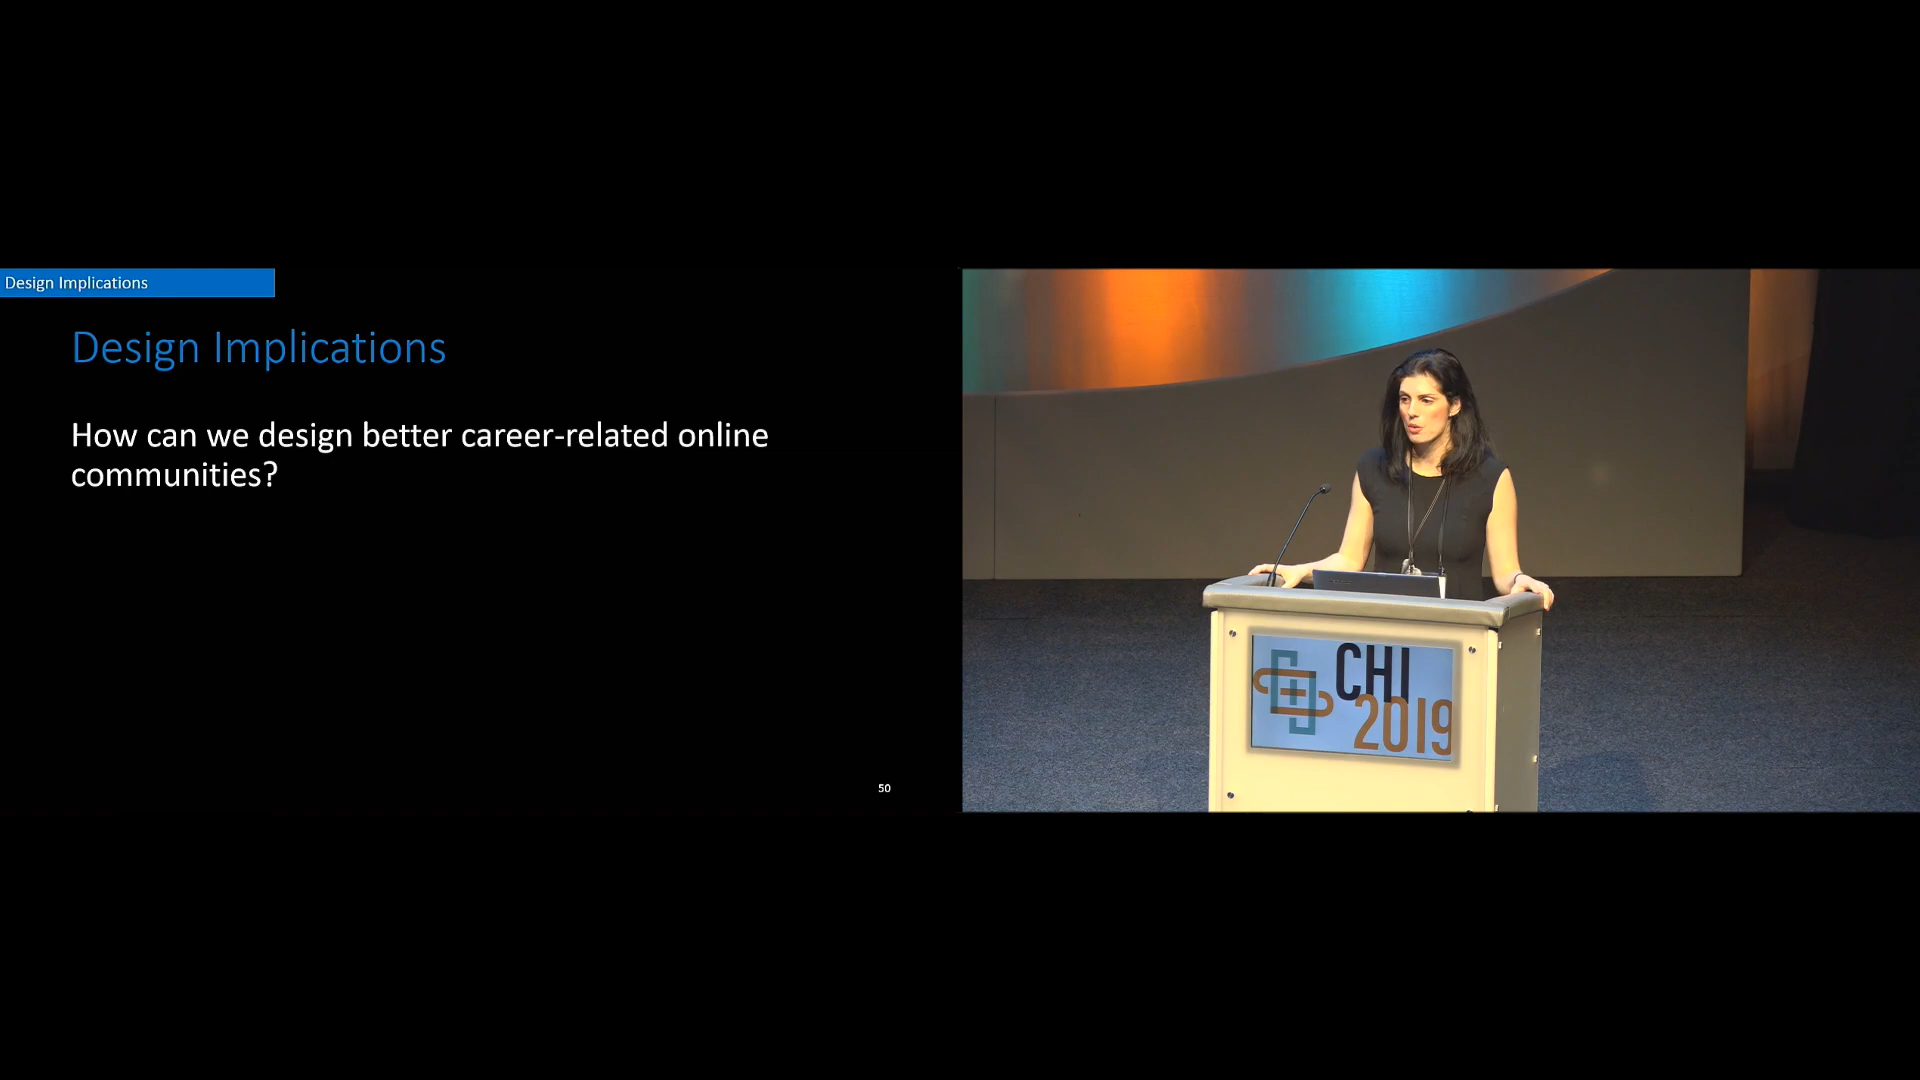 Design Implications
Design Implications
How can we design better career-related online
communities?
50
CHI
2019